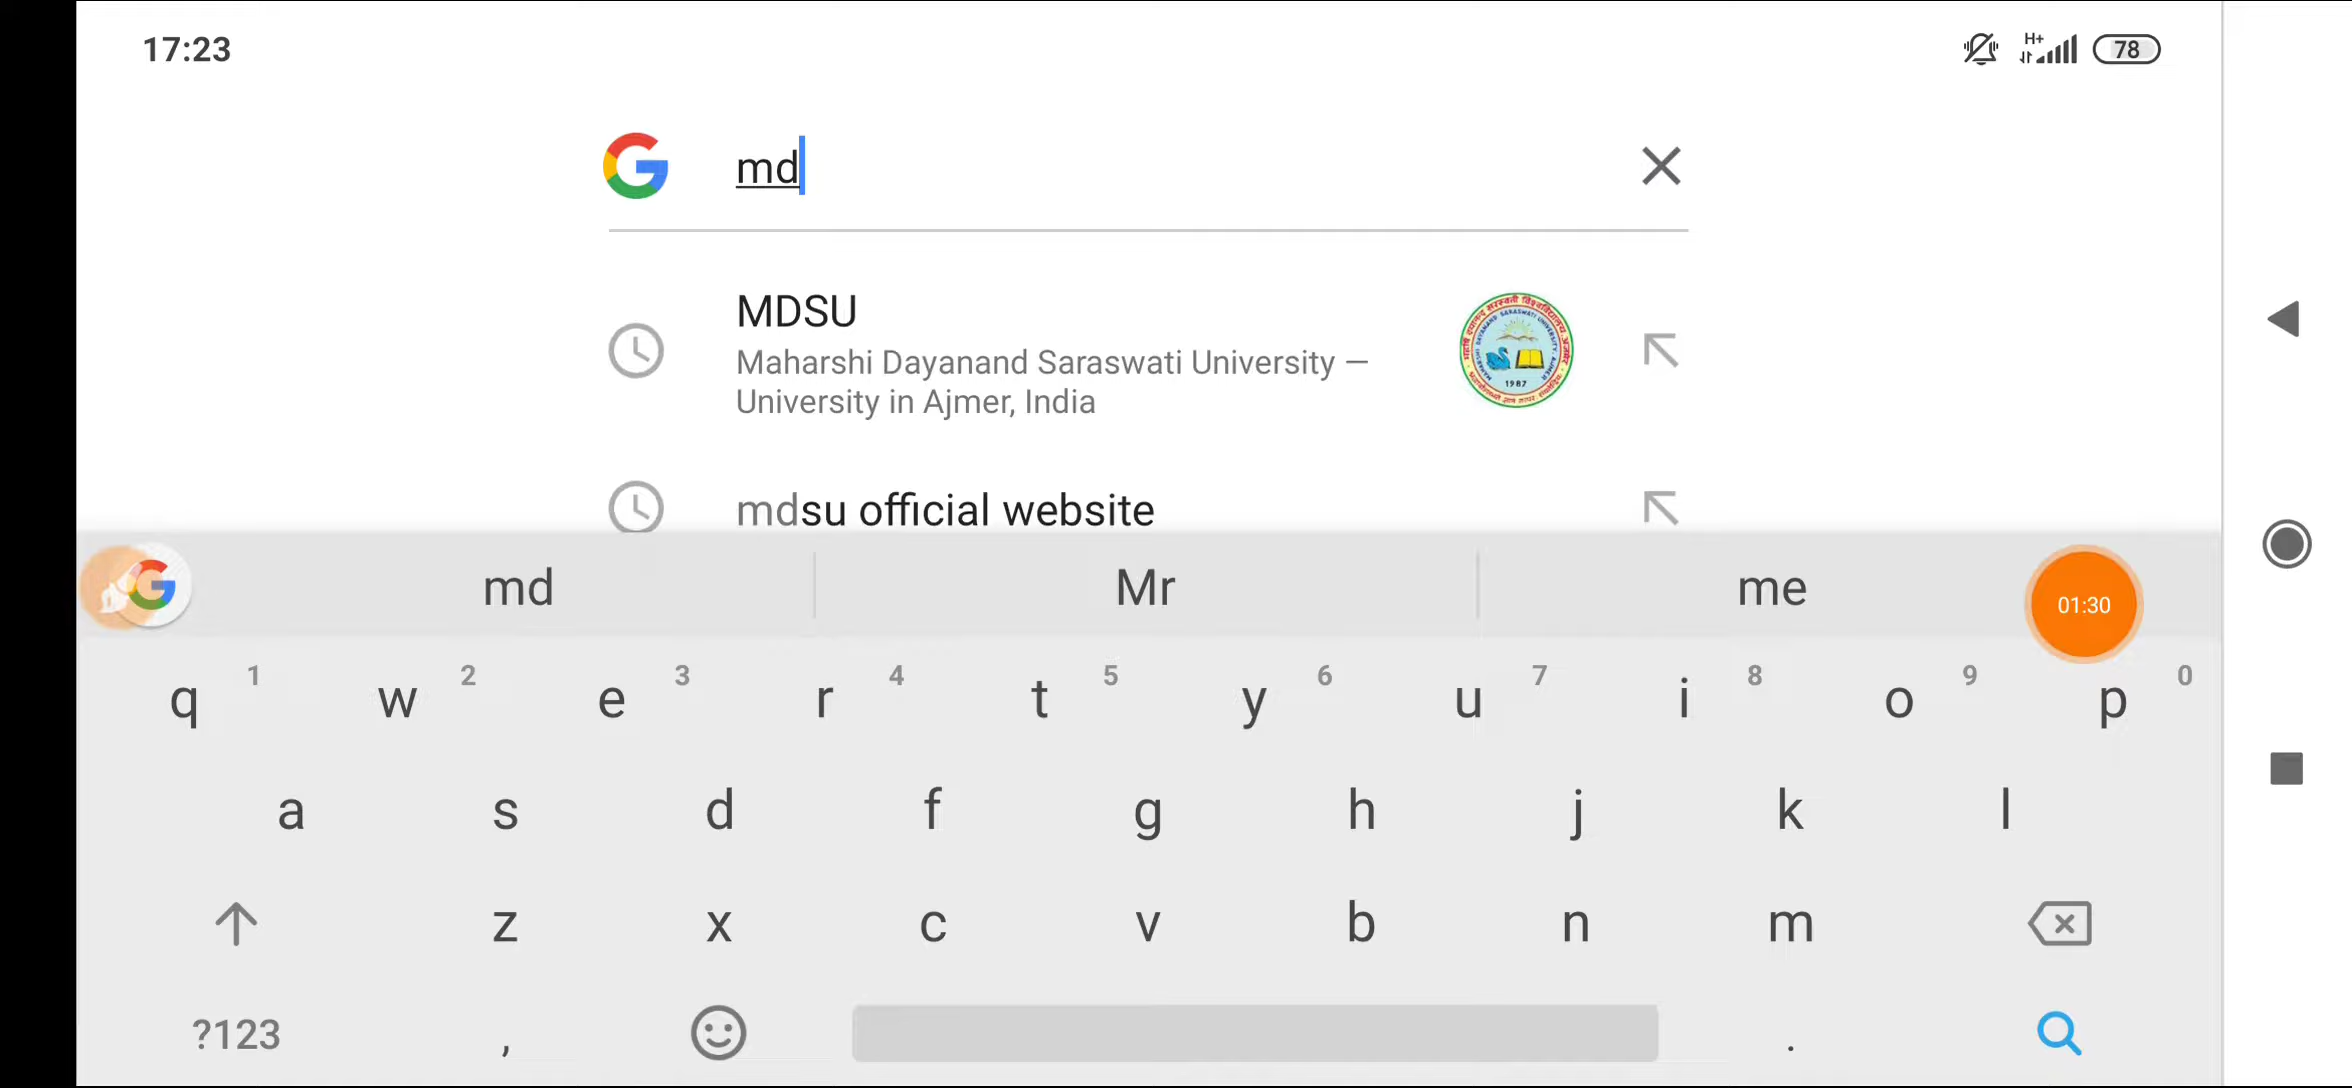 17:23
H+
78
md
MDSU
Maharshi Dayanand Saraswati University —
University in Ajmer, India
1987
mdsu official website
md Mr me
01:30
q 1 w 2 e 3 r 4 t 5 y 6 u 7 i 8 o 9 p 0
a s d f g h j k l
z x c v b n m
?123 , .